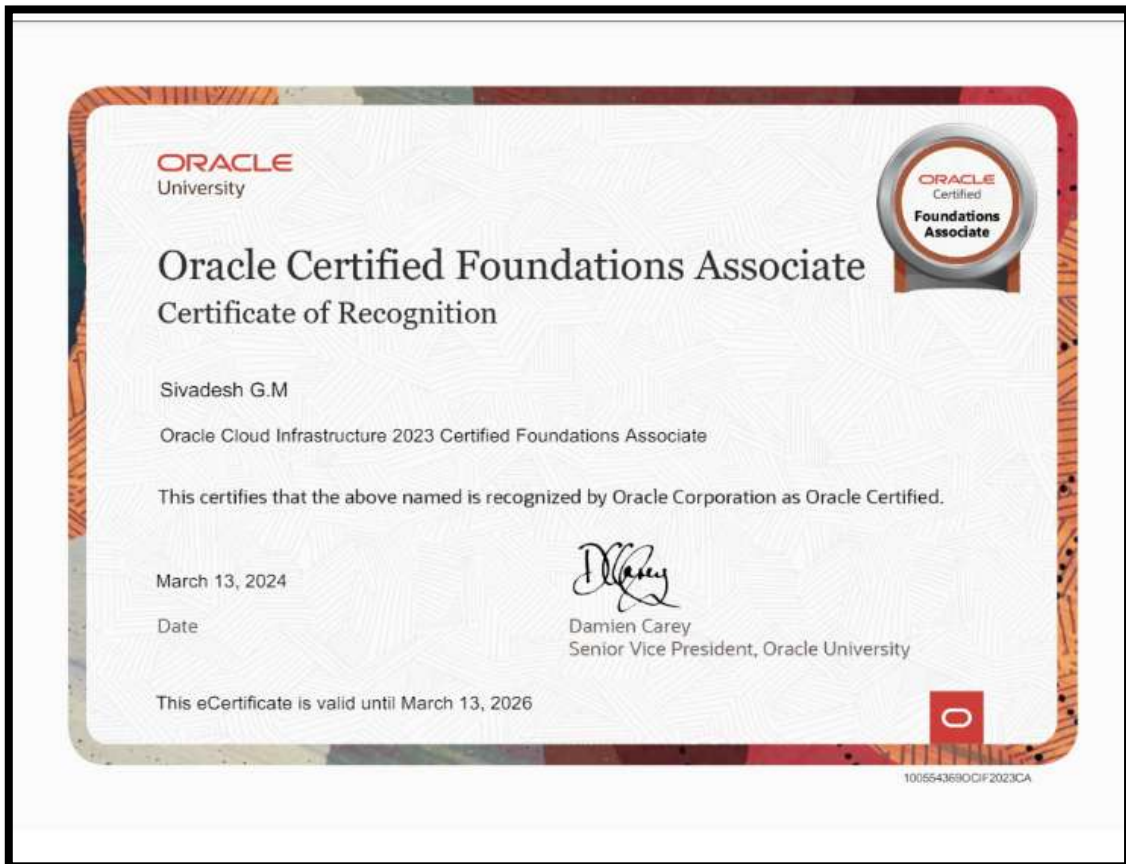 ORACLE
University
ORACLE
Certified
Foundations
Associate
Oracle Certified Foundations Associate
Certificate of Recognition
Sivadesh G.M
Oracle Cloud Infrastructure 2023 Certified Foundations Associate
This certifies that the above named is recognized by Oracle Corporation as Oracle Certified.
March 13, 2024
Date
Damien Carey
Senior Vice President, Oracle University
This eCertificate is valid until March 13, 2026
100554369OCIF2023CA